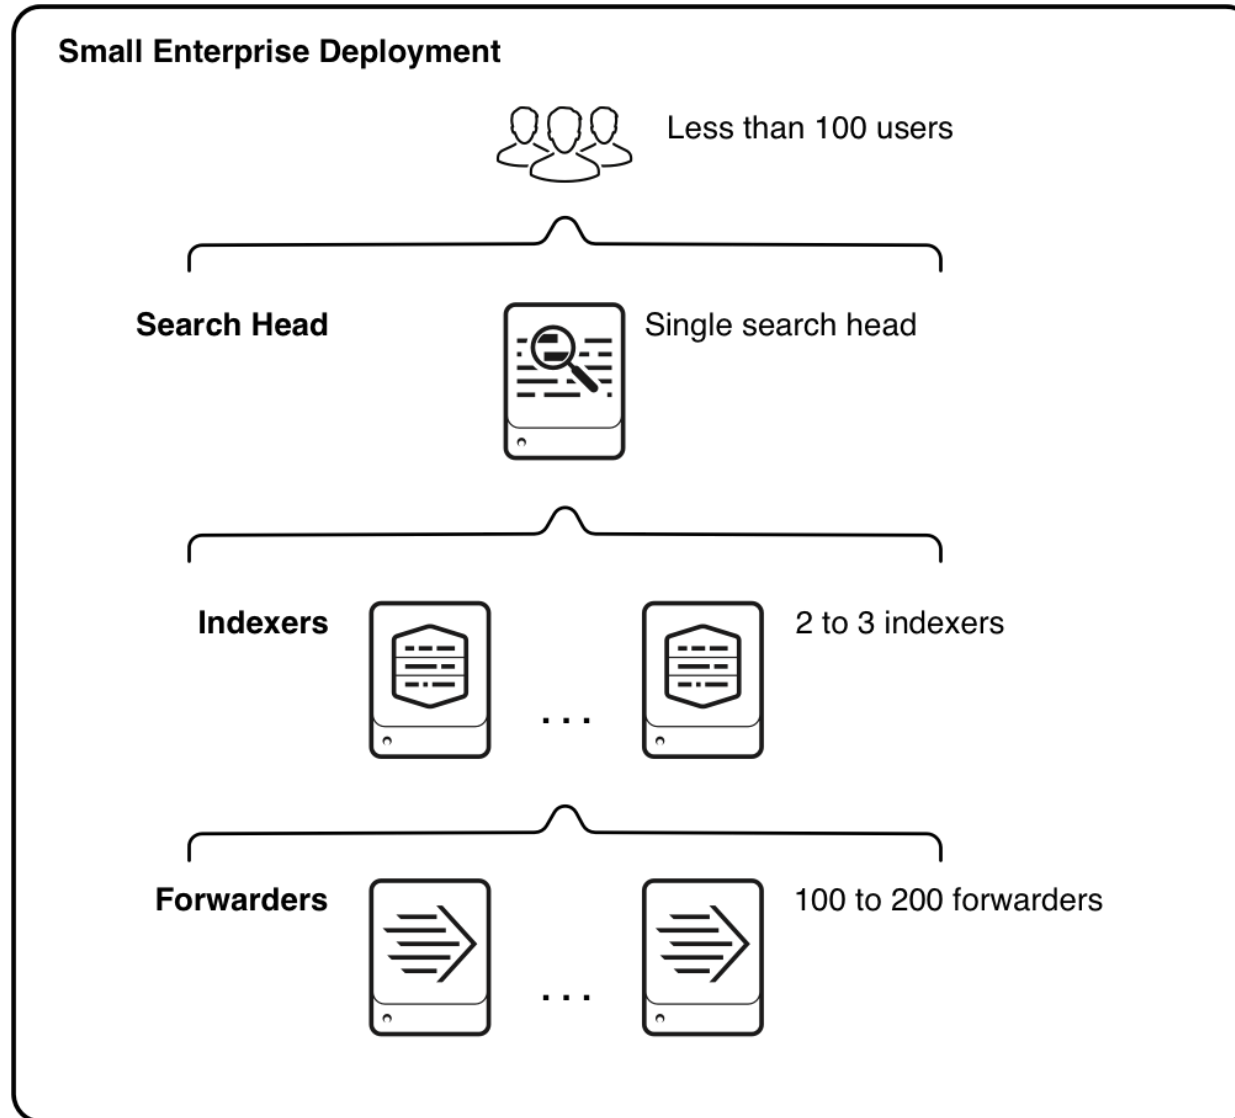 Small Enterprise Deployment
Less than 100 users
Search Head
Single search head
Indexers
2 to 3 indexers
. . .
Forwarders
100 to 200 forwarders
. . .